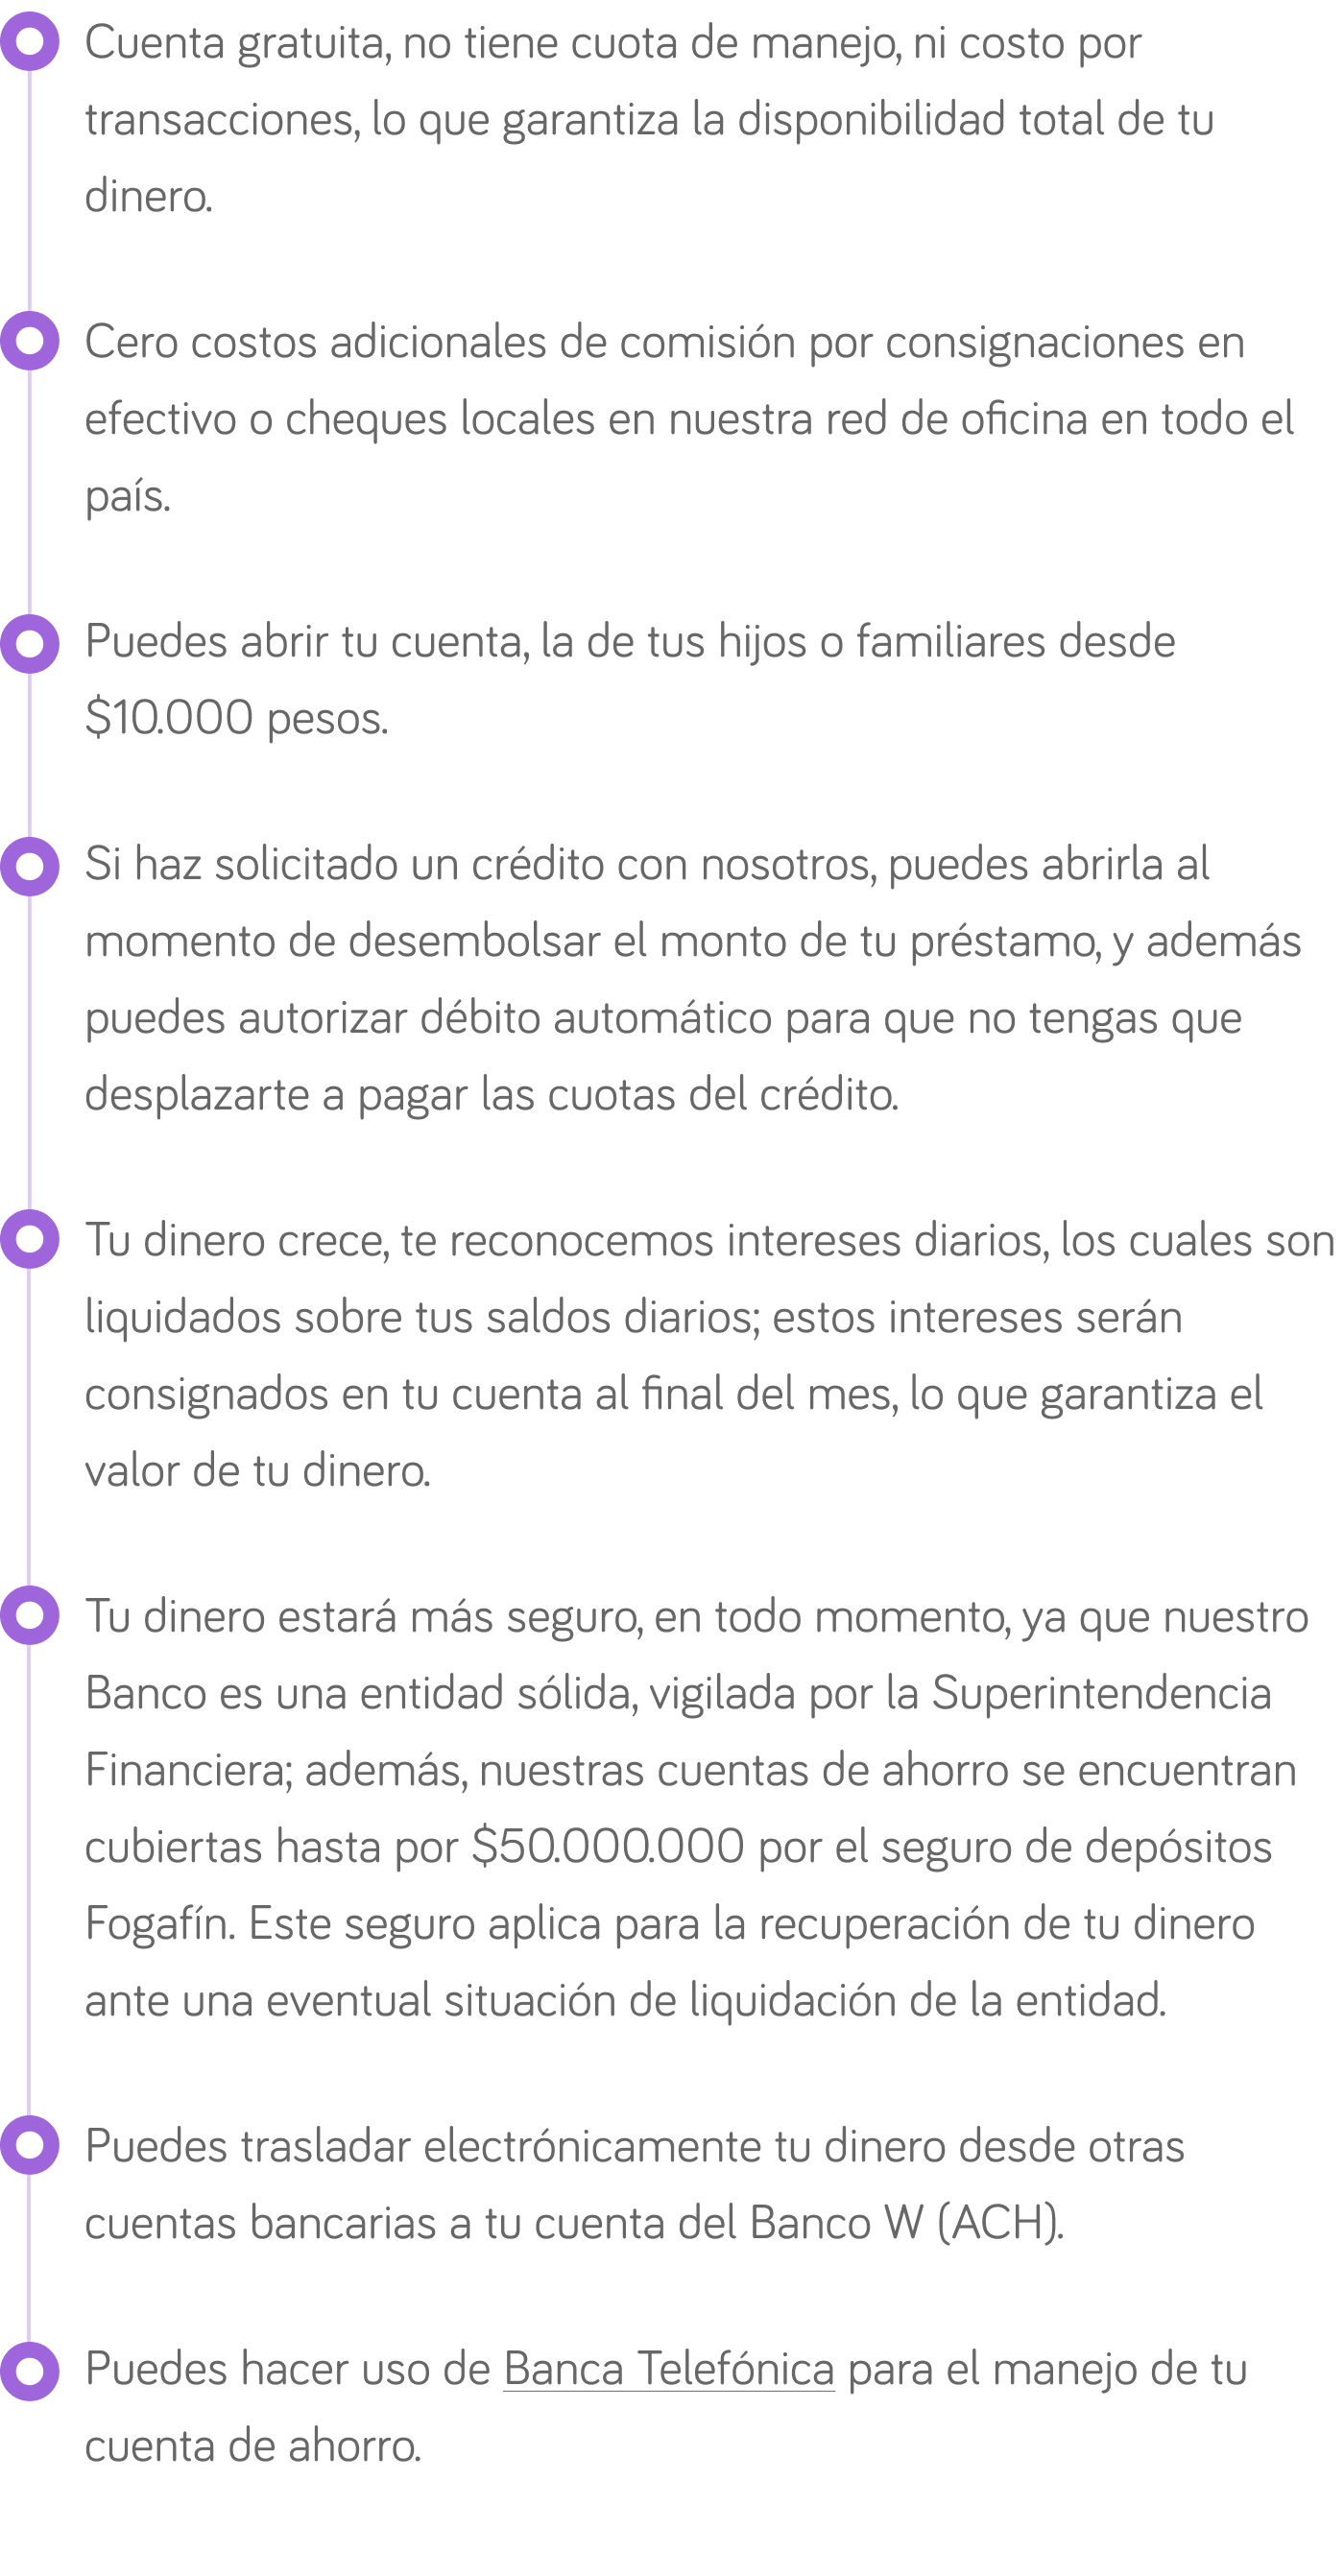 Cuenta gratuita, no tiene cuota de manejo, ni costo por
transacciones, lo que garantiza la disponibilidad total de tu
dinero.
Cero costos adicionales de comisión por consignaciones en
efectivo o cheques locales en nuestra red de oficina en todo el
país.
Puedes abrir tu cuenta, la de tus hijos o familiares desde
$10.000 pesos.
Si haz solicitado un crédito con nosotros, puedes abrirla al
momento de desembolsar el monto de tu préstamo, y además
puedes autorizar débito automático para que no tengas que
desplazarte a pagar las cuotas del crédito.
Tu dinero crece, te reconocemos intereses diarios, los cuales son
liquidados sobre tus saldos diarios; estos intereses serán
consignados en tu cuenta al final del mes, lo que garantiza el
valor de tu dinero.
Tu dinero estará más seguro, en todo momento, ya que nuestro
Banco es una entidad sólida, vigilada por la Superintendencia
Financiera; además, nuestras cuentas de ahorro se encuentran
cubiertas hasta por $50.000.000 por el seguro de depósitos
Fogafín. Este seguro aplica para la recuperación de tu dinero
ante una eventual situación de liquidación de la entidad.
Puedes trasladar electrónicamente tu dinero desde otras
cuentas bancarias a tu cuenta del Banco W (ACH).
Puedes hacer uso de Banca Telefónica para el manejo de tu
cuenta de ahorro.